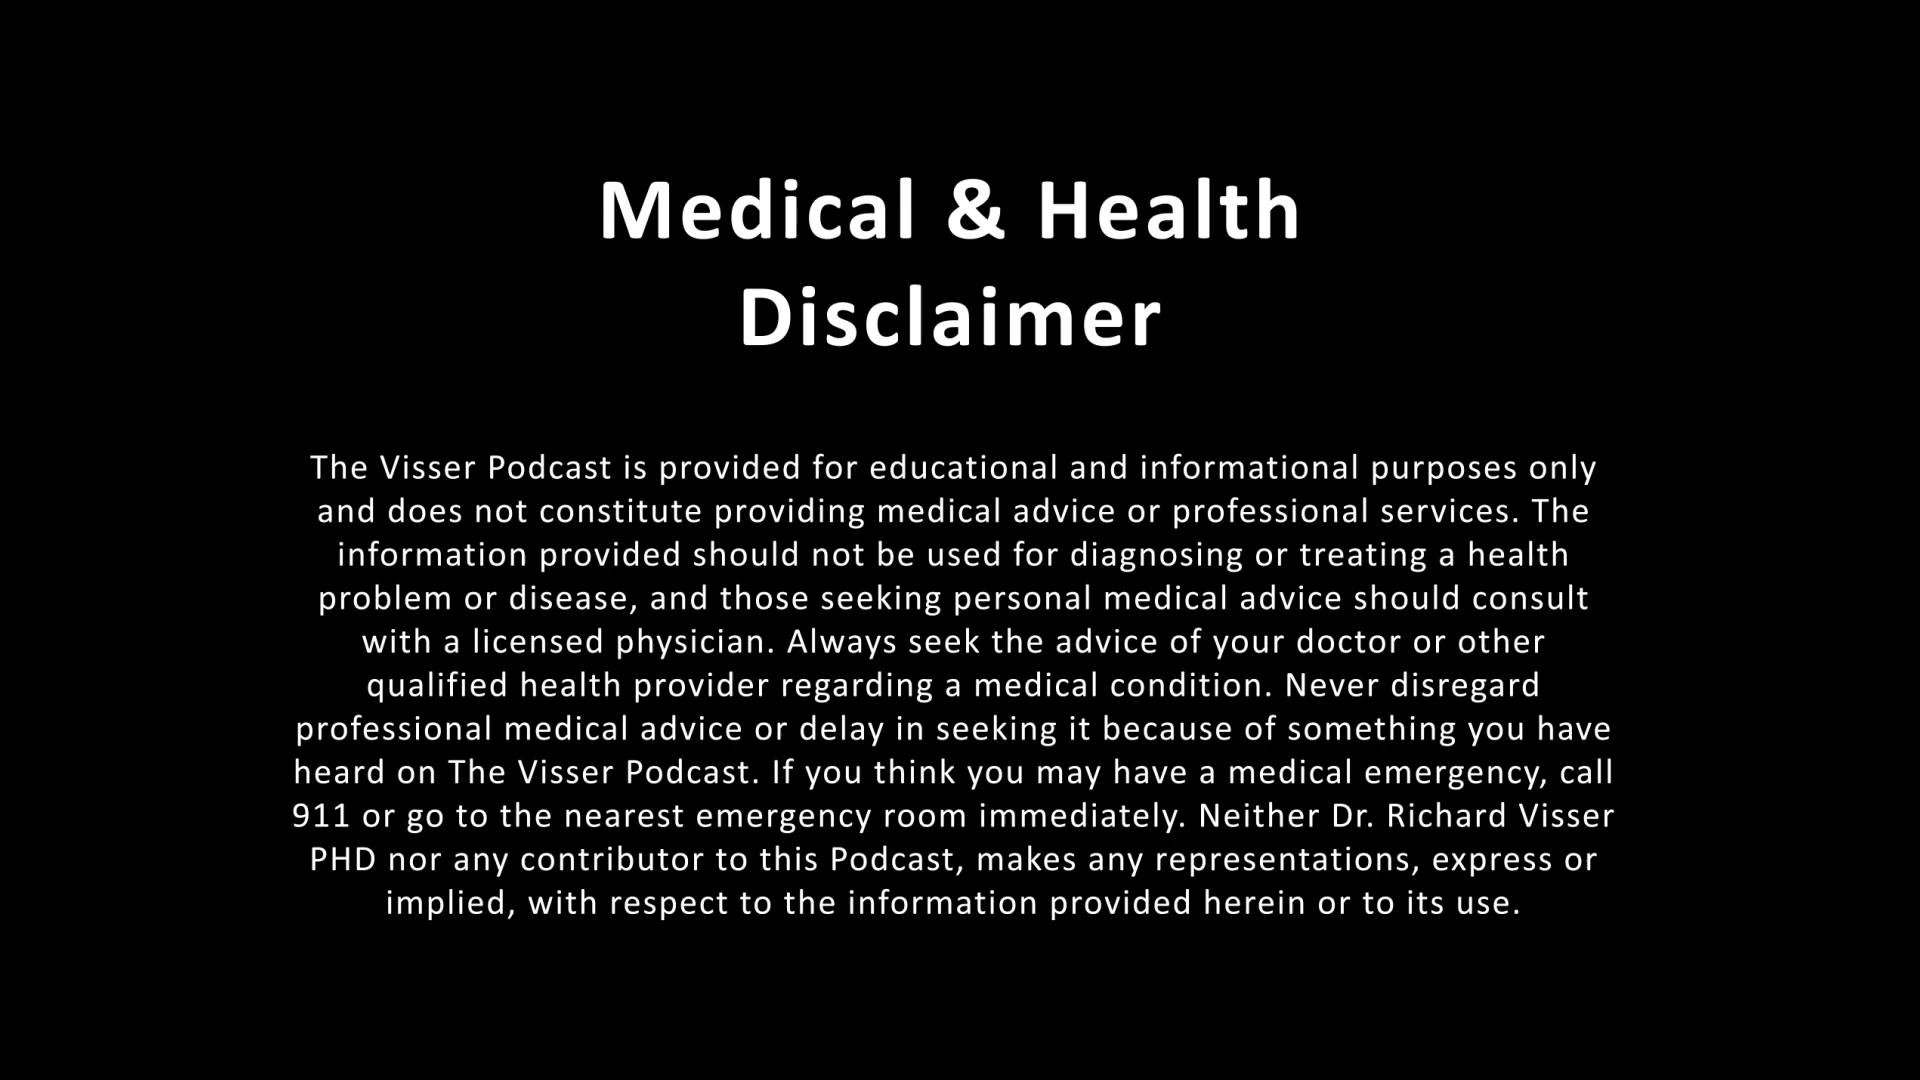 Medical & Health
Disclaimer
The Visser Podcast is provided for educational and informational purposes only
and does not constitute providing medical advice or professional services. The
information provided should not be used for diagnosing or treating a health
problem or disease, and those seeking personal medical advice should consult
with a licensed physician. Always seek the advice of your doctor or other
qualified health provider regarding a medical condition. Never disregard
professional medical advice or delay in seeking it because of something you have
heard on The Visser Podcast. If you think you may have a medical emergency, call
911 or go to the nearest emergency room immediately. Neither Dr. Richard Visser
PHD nor any contributor to this Podcast, makes any representations, express or
implied, with respect to the information provided herein or to its use.